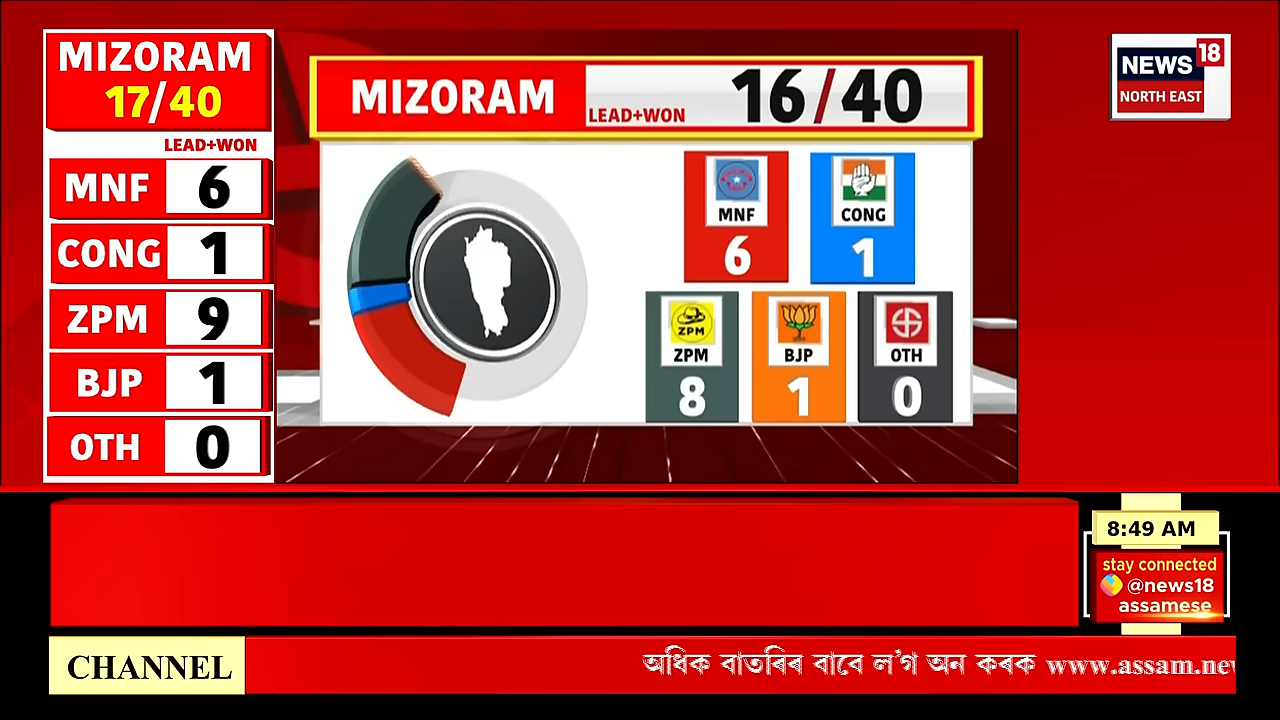 MIZORAM
17/40
LEAD+WON
MNF 6
CONG 1
ZPM 9
BJP 1
OTH 0
MIZORAM
LEAD+WON 16/40
MNF
6
CONG
1
ZPM
ZPM
8
BJP
1
OTH
0
NEWS 18
NORTH EAST
8:49 AM
stay connected
@news18
assamese
CHANNEL
অধিক বাতৰিৰ বাবে ল'গ অন কৰক www.assam.nev